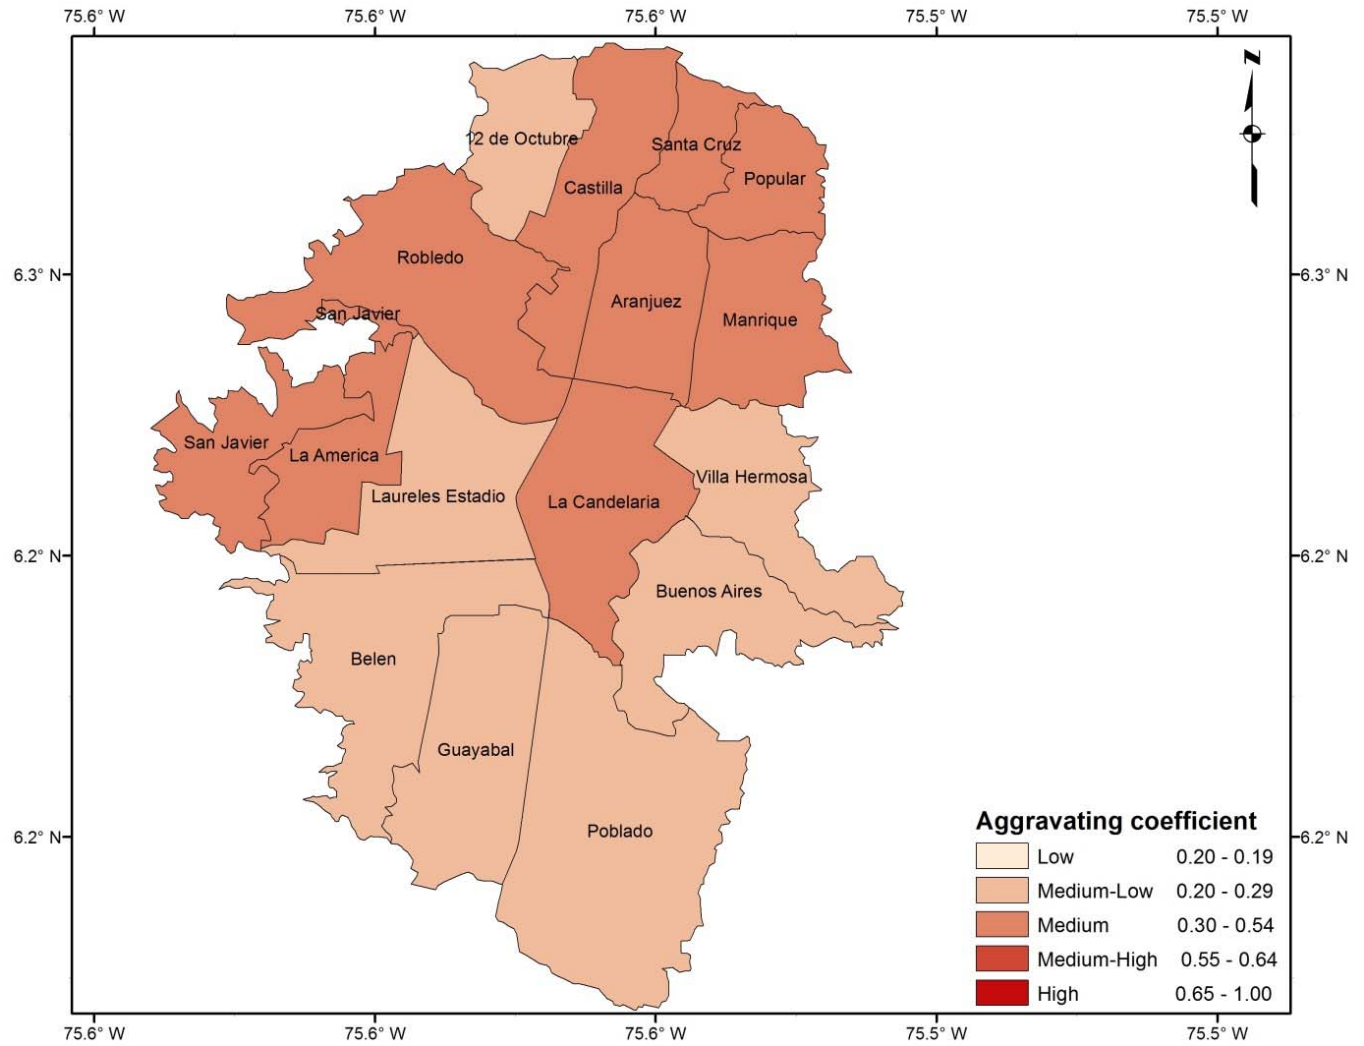 75.6° W 75.6° W 75.6° W 75.5° W 75.5° W
N
12 de Octubre
Santa Cruz
Popular
Castilla
Robledo
6.3° N 6.3° N
Aranjuez
San Javier
Manrique
San Javier
La America
Villa Hermosa
Laureles Estadio
La Candelaria
6.2° N 6.2° N
Buenos Aires
Belen
Guayabal
Poblado
6.2° N 6.2° N
Aggravating coefficient
Low 0.20 - 0.19
Medium-Low 0.20 - 0.29
Medium 0.30 - 0.54
Medium-High 0.55 - 0.64
High 0.65 - 1.00
75.6° W 75.6° W 75.6° W 75.5° W 75.5° W